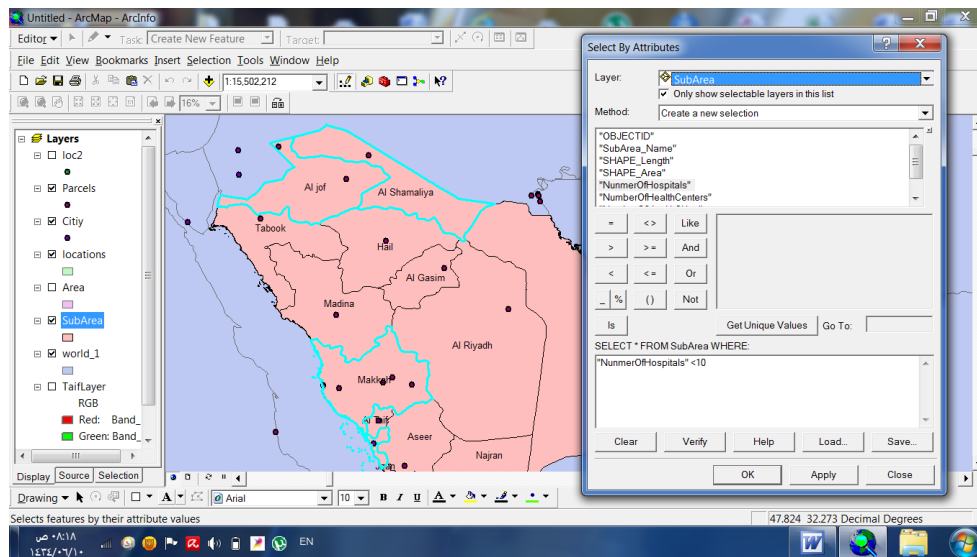 Untitled - ArcMap - ArcInfo
Editor Task: Create New Feature Target:
File Edit View Bookmarks Insert Selection Tools Window Help
1:15,502,212
16%
Layers
loc2
Parcels
Citiy
locations
Area
SubArea
world_1
TaifLayer
RGB
Red: Band_
Green: Band_
Display Source Selection
Al jof
Al Shamaliya
Tabook
Hail
Al Gasim
Madina
Al Riyadh
Makkah
Aseer
Najran
Select By Attributes
Layer: SubArea
Only show selectable layers in this list
Method: Create a new selection
"OBJECTID"
"SubArea_Name"
"SHAPE_Length"
"SHAPE_Area"
"NunmerOfHospitals"
"NumberOfHealthCenters"
= <> Like
> > = And
< < = Or
_ % ( ) Not
Is Get Unique Values Go To:
SELECT * FROM SubArea WHERE:
"NunmerOfHospitals" <10
Clear Verify Help Load... Save...
OK Apply Close
Drawing A Arial 10 B I U A
Selects features by their attribute values
47.824 32.273 Decimal Degrees
٠٨:١٨ ص
١٤٣٤/٠٦/١٠
EN